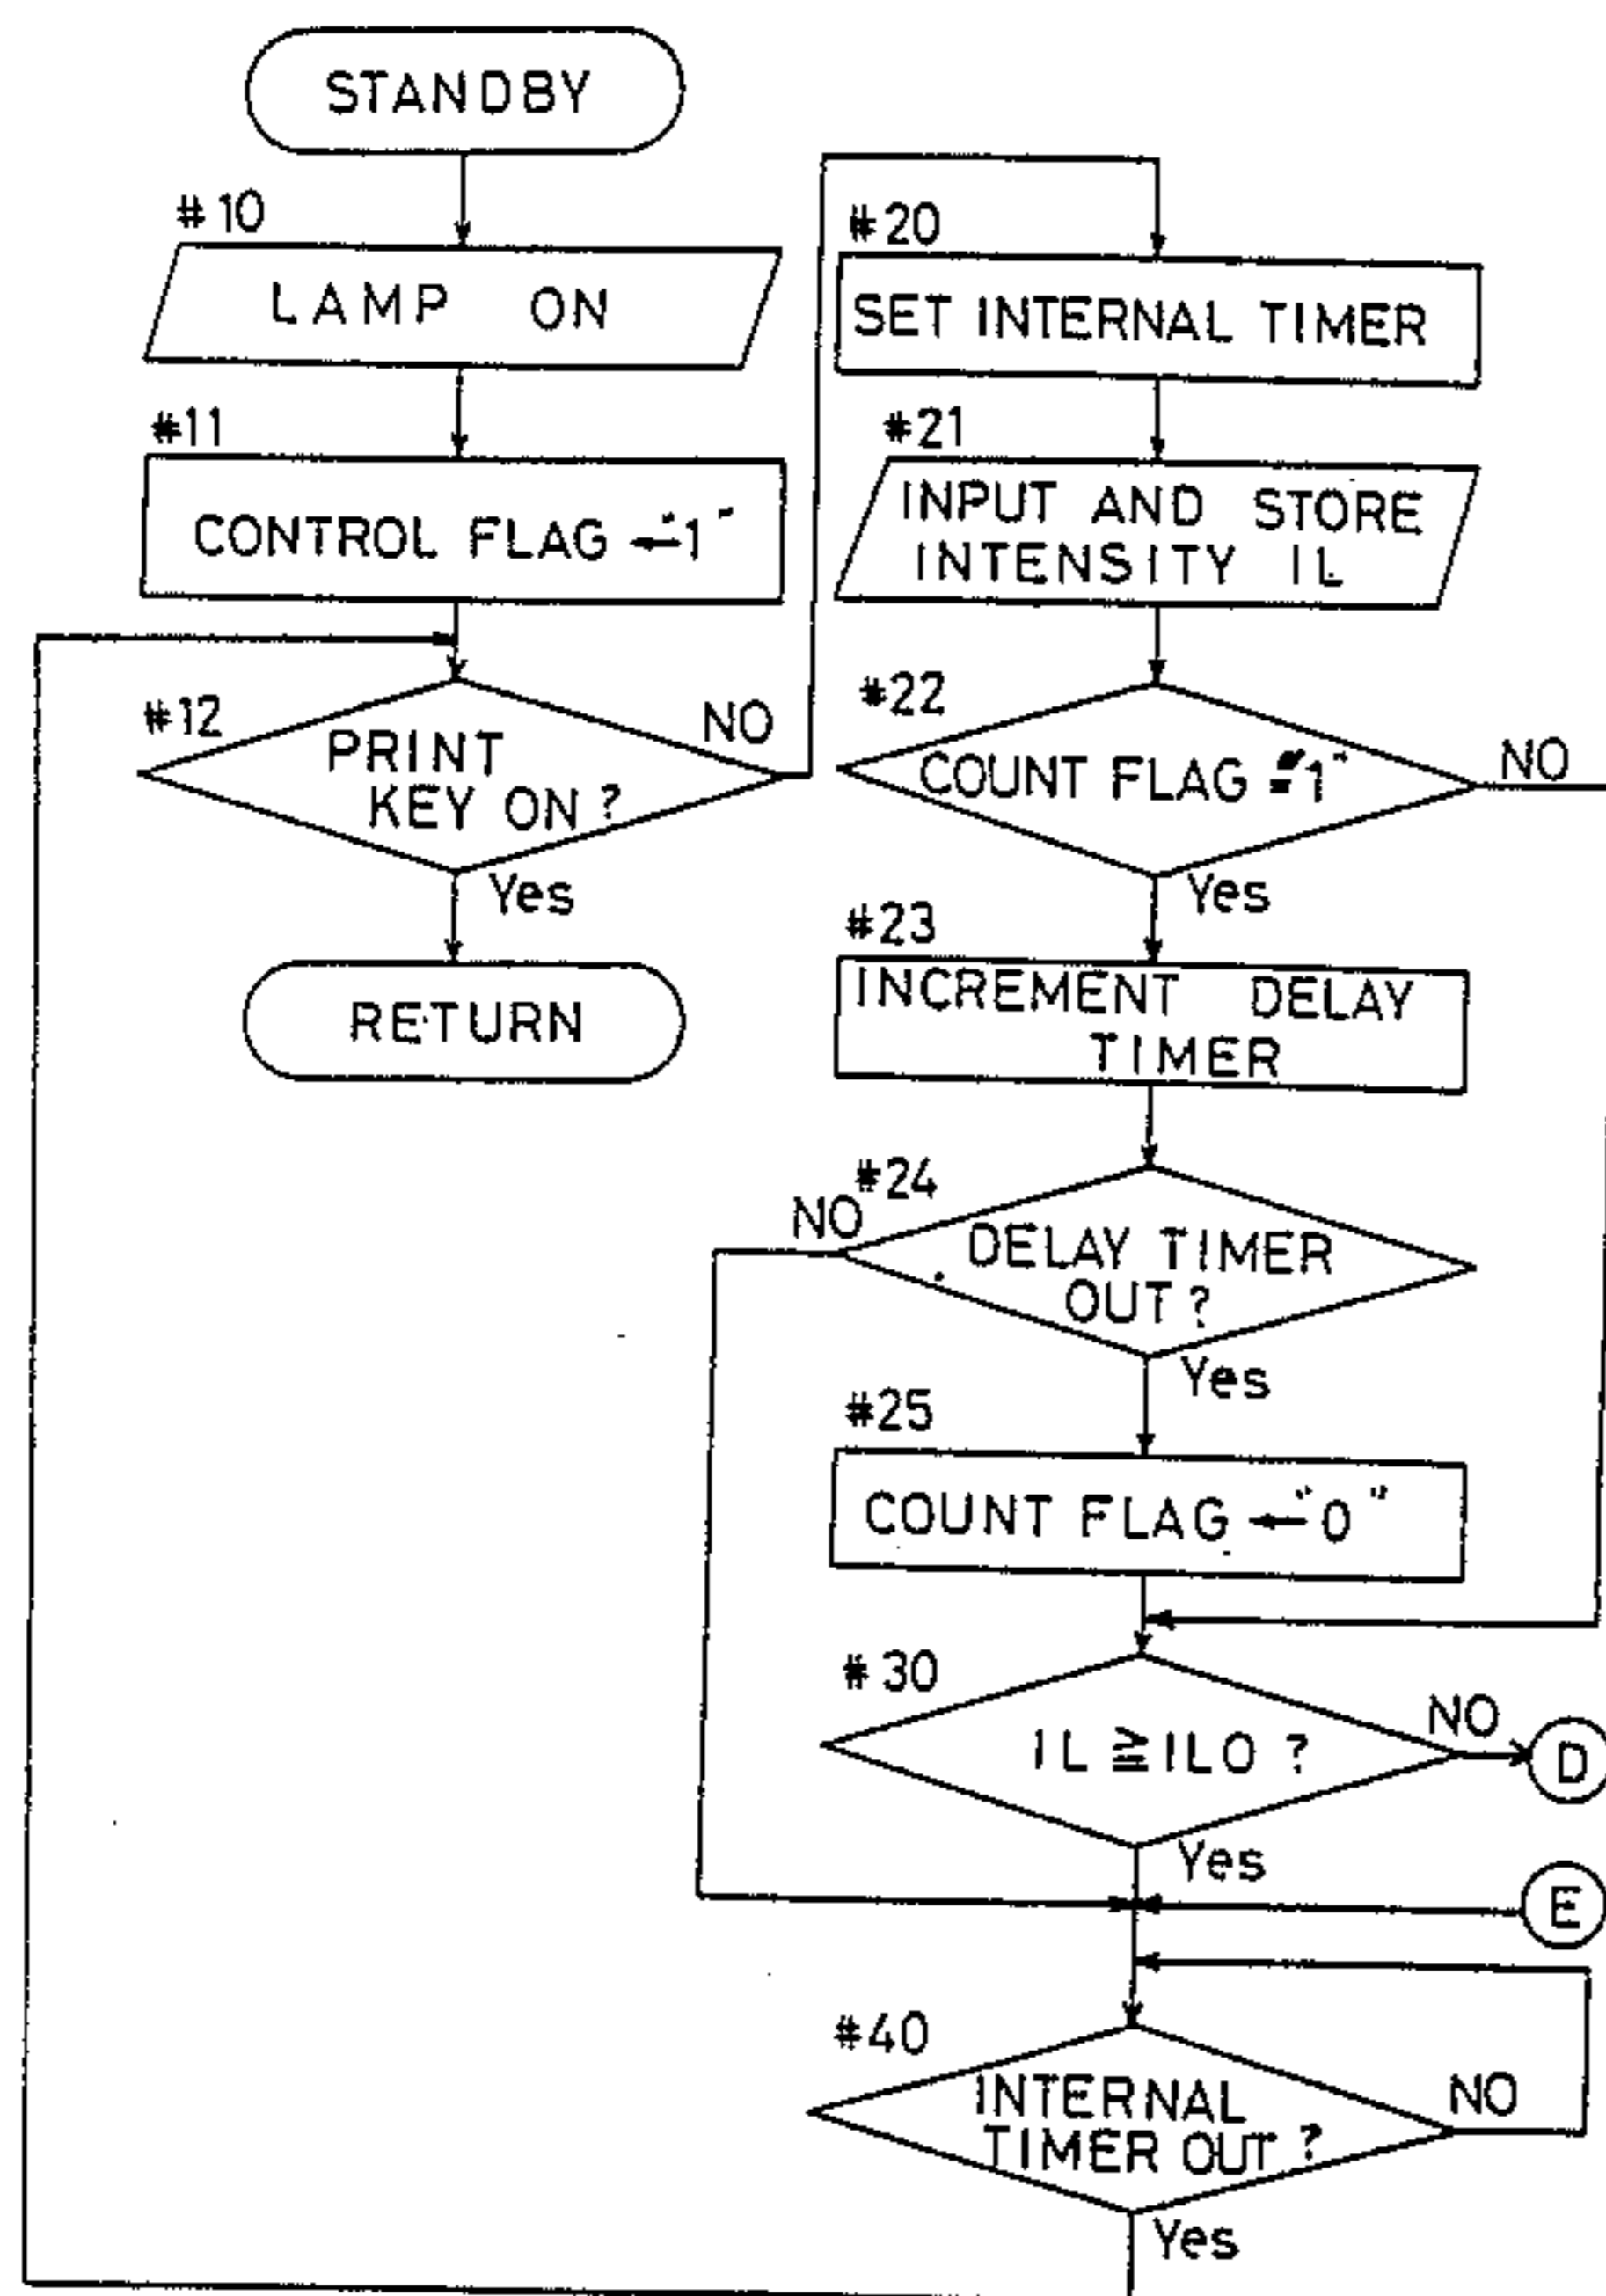 STANDBY
#10
LAMP ON
#11
CONTROL FLAG ← "1"
#12
PRINT
KEY ON ?
NO
Yes
RETURN
#20
SET INTERNAL TIMER
#21
INPUT AND STORE
INTENSITY IL
#22
COUNT FLAG = "1"
NO
Yes
#23
INCREMENT DELAY
TIMER
#24
NO
DELAY TIMER
OUT ?
Yes
#25
COUNT FLAG ← "0"
#30
IL ≧ ILO ?
NO
D
Yes
E
#40
INTERNAL
TIMER OUT ?
NO
Yes